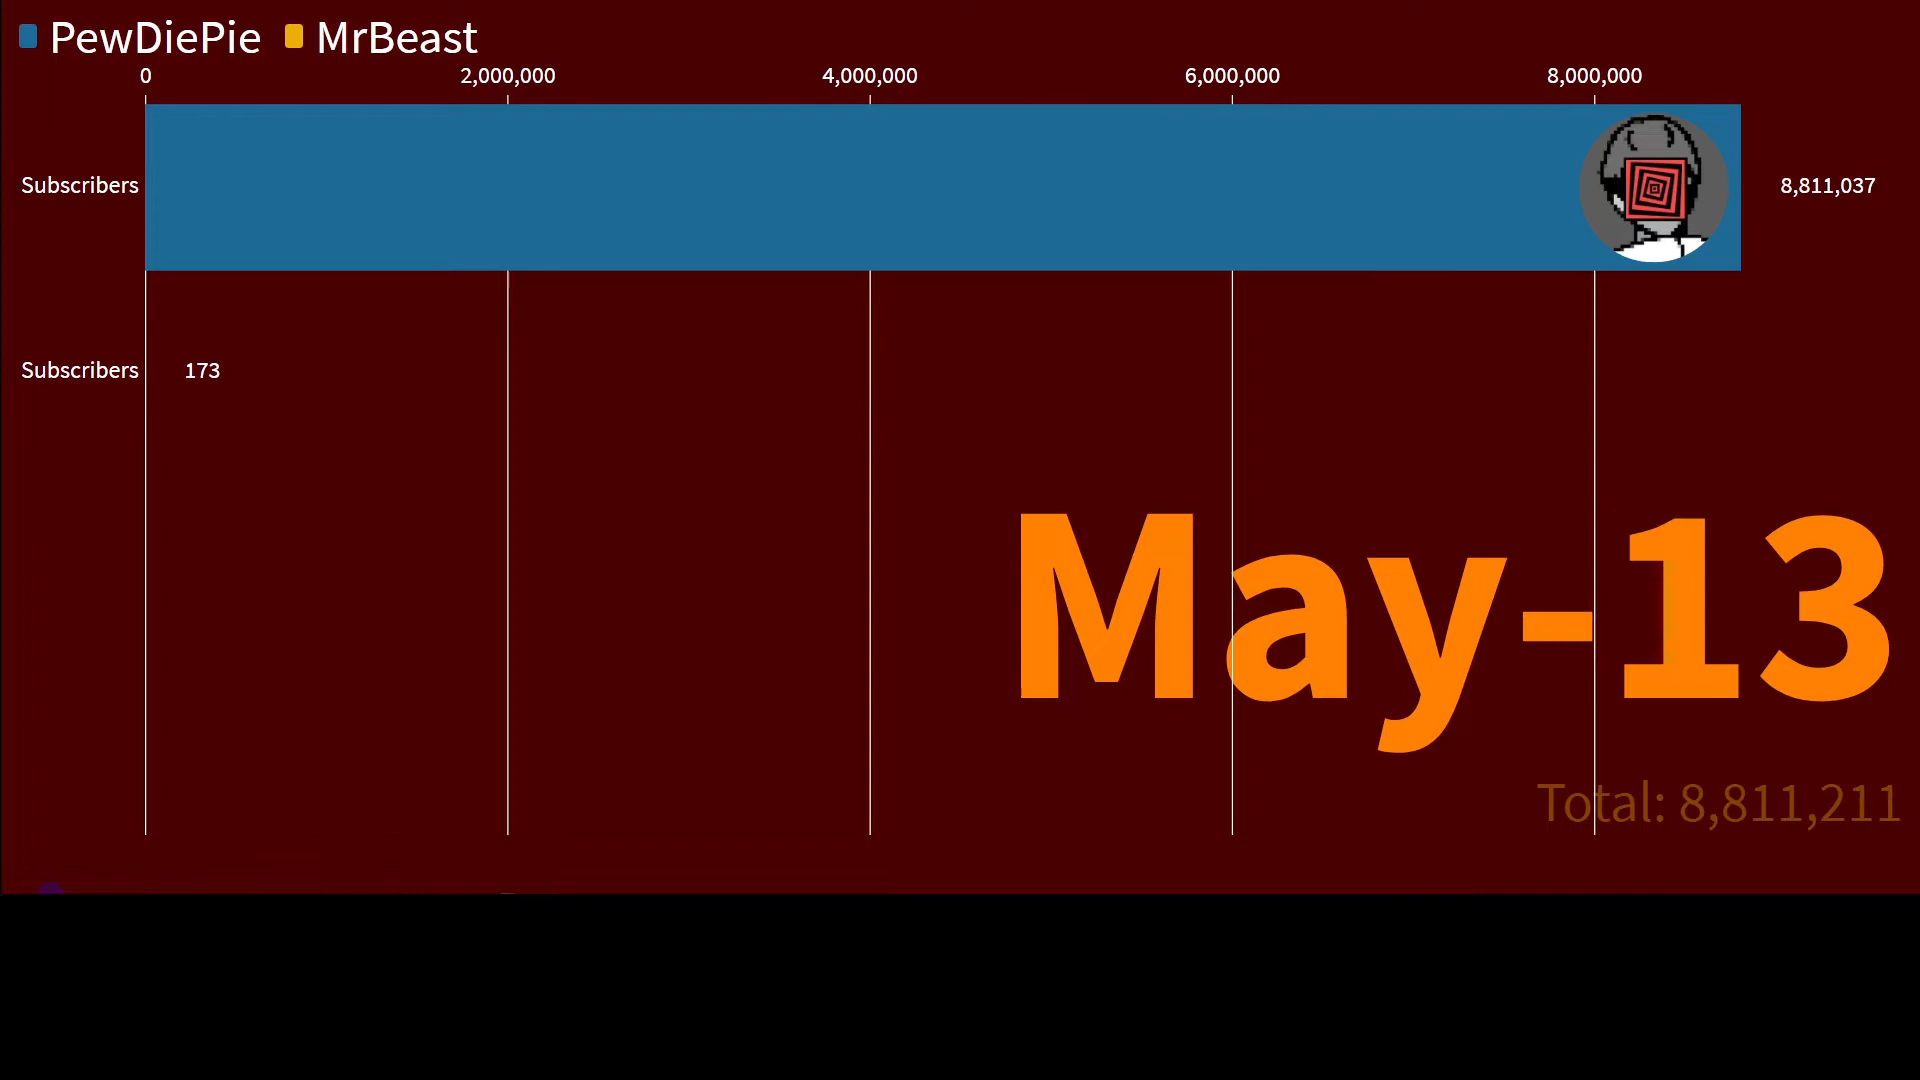 PewDiePie MrBeast
0 2,000,000 4,000,000 6,000,000 8,000,000
Subscribers 8,811,037
Subscribers 173
May-13
Total: 8,811,211